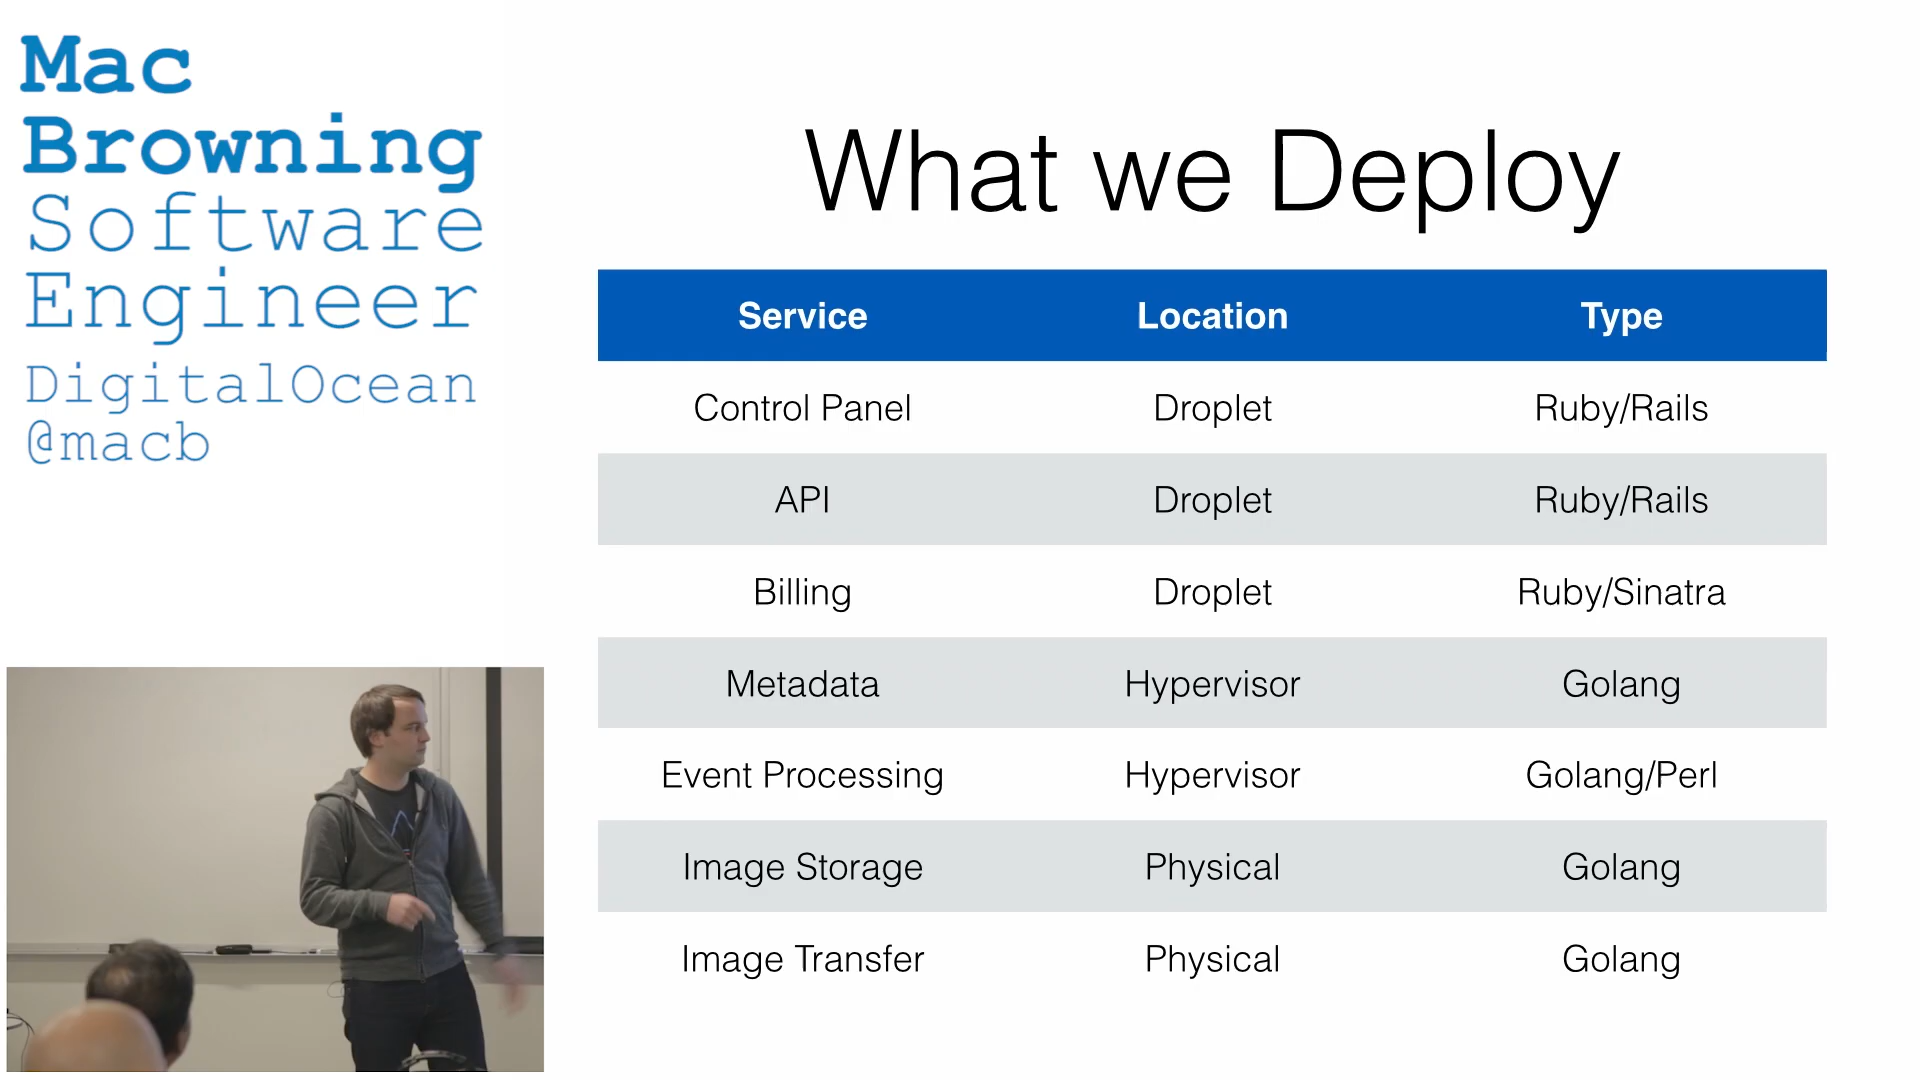 Mac
Browning
Software
Engineer
DigitalOcean
@macb
What we Deploy
Service Location Type
Control Panel Droplet Ruby/Rails
API Droplet Ruby/Rails
Billing Droplet Ruby/Sinatra
Metadata Hypervisor Golang
Event Processing Hypervisor Golang/Perl
Image Storage Physical Golang
Image Transfer Physical Golang